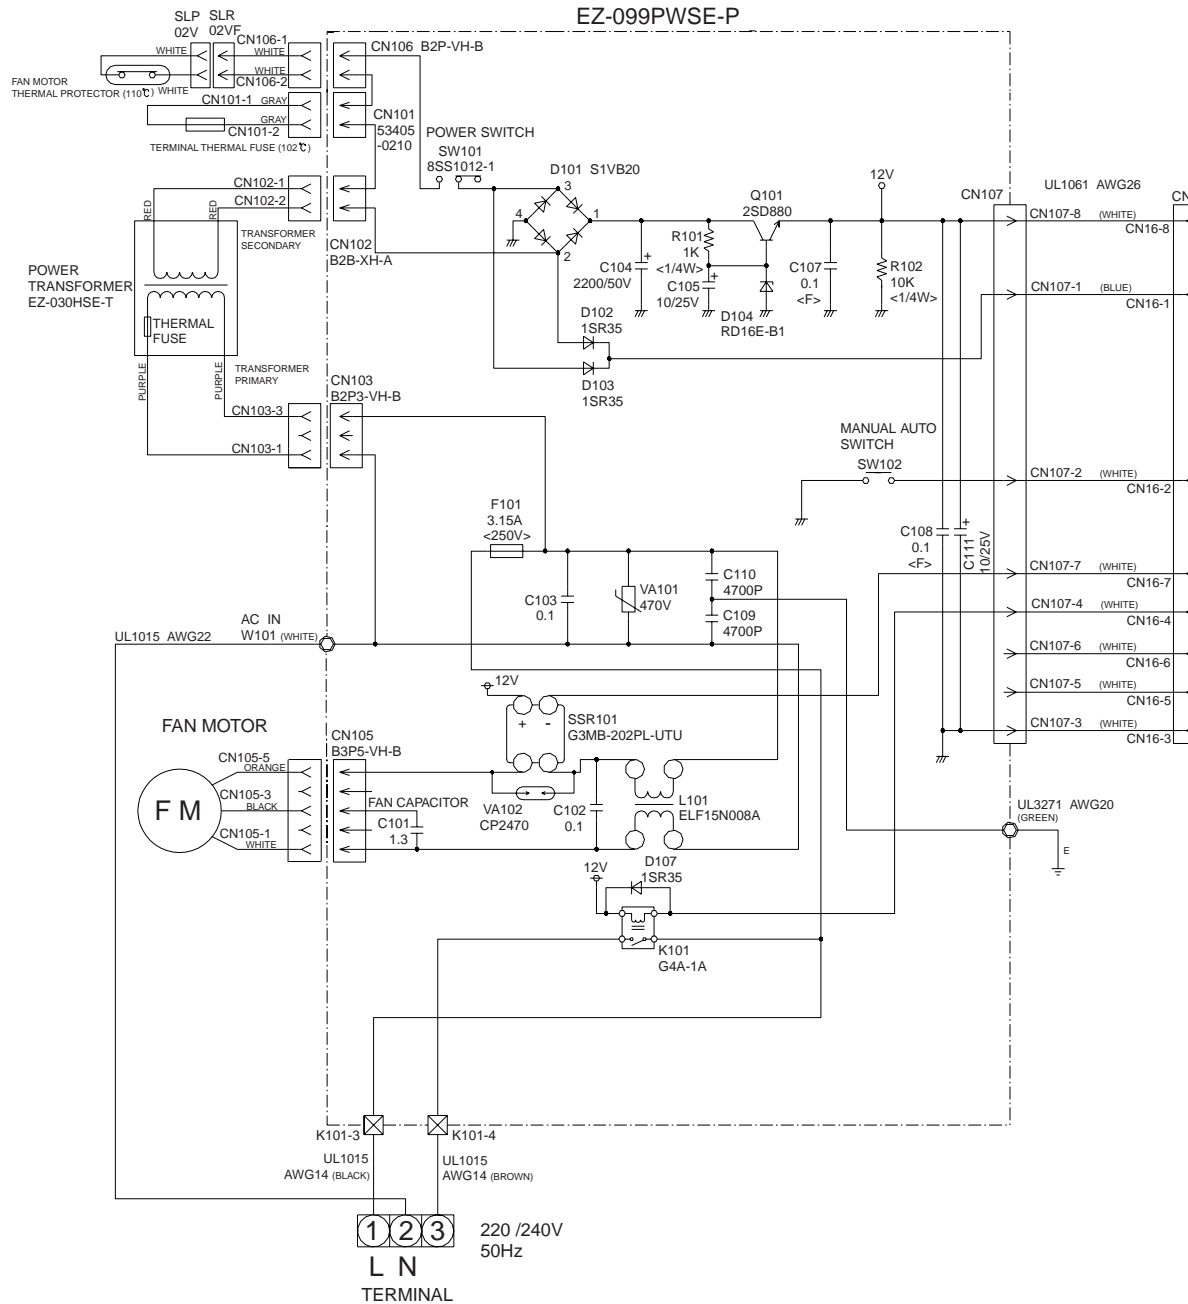 EZ-099PWSE-P
SLP
02V
SLR
02VF
CN106-1
WHITE
WHITE
WHITE
CN106-2
FAN MOTOR
THERMAL PROTECTOR (110℃)
WHITE
CN106 B2P-VH-B
CN101-1
GRAY
GRAY
CN101-2
TERMINAL THERMAL FUSE (102℃)
CN101
53405
-0210
POWER SWITCH
SW101
8SS1012-1
CN102-1
CN102-2
RED
RED
TRANSFORMER
SECONDARY
CN102
B2B-XH-A
POWER
TRANSFORMER
EZ-030HSE-T
THERMAL
FUSE
PURPLE
PURPLE
TRANSFORMER
PRIMARY
CN103
B2P3-VH-B
CN103-3
CN103-1
D101 S1VB20
3
4
1
2
C104
2200/50V
R101
1K
<1/4W>
C105
10/25V
Q101
2SD880
D104
RD16E-B1
C107
0.1
<F>
12V
R102
10K
<1/4W>
D102
1SR35
D103
1SR35
CN107
UL1061 AWG26
CN
CN107-8 (WHITE)
CN16-8
CN107-1 (BLUE)
CN16-1
MANUAL AUTO
SWITCH
SW102
CN107-2 (WHITE)
CN16-2
C108
0.1
<F>
C111
10/25V
CN107-7 (WHITE)
CN16-7
CN107-4 (WHITE)
CN16-4
CN107-6 (WHITE)
CN16-6
CN107-5 (WHITE)
CN16-5
CN107-3 (WHITE)
CN16-3
F101
3.15A
<250V>
C103
0.1
VA101
470V
C110
4700P
C109
4700P
AC IN
W101 (WHITE)
UL1015 AWG22
12V
+ -
SSR101
G3MB-202PL-UTU
FAN MOTOR
FM
CN105-5
ORANGE
CN105-3
BLACK
CN105-1
WHITE
CN105
B3P5-VH-B
FAN CAPACITOR
C101
1.3
VA102
CP2470
C102
0.1
L101
ELF15N008A
UL3271 AWG20
(GREEN)
E
12V
D107
1SR35
K101
G4A-1A
K101-3
K101-4
UL1015
AWG14 (BLACK)
UL1015
AWG14 (BROWN)
1 2 3
220 /240V
50Hz
L N
TERMINAL